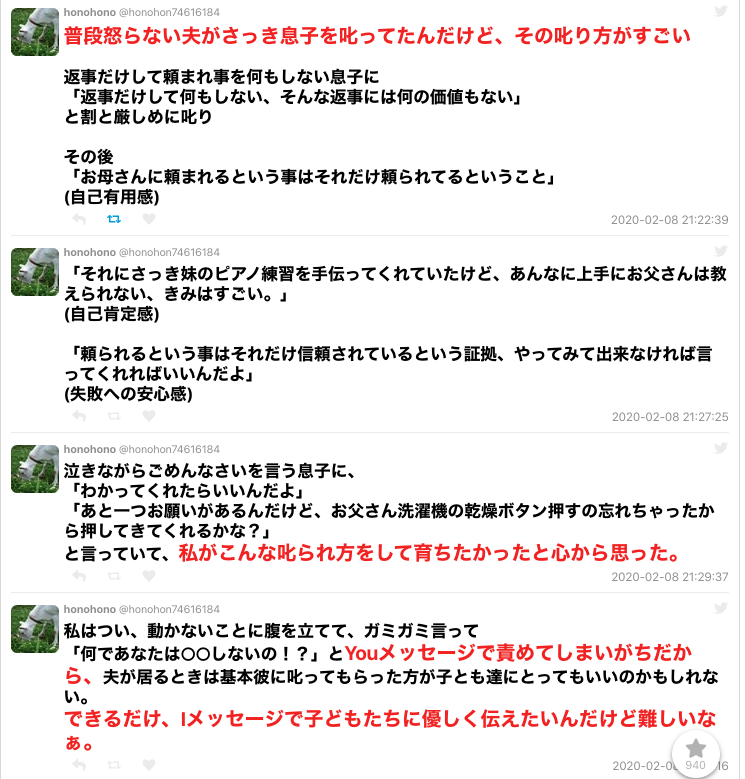 honohono @honohon74616184
普段怒らない夫がさっき息子を叱ってたんだけど、その叱り方がすごい
返事だけして頼まれ事を何もしない息子に
「返事だけして何もしない、そんな返事には何の価値もない」
と割と厳しめに叱り
その後
「お母さんに頼まれるという事はそれだけ頼られてるということ」
(自己有用感)
2020-02-08 21:22:39
honohono @honohon74616184
「それにさっき妹のピアノ練習を手伝ってくれていたけど、あんなに上手にお父さんは教
えられない、きみはすごい。」
(自己肯定感)
「頼られるという事はそれだけ信頼されているという証拠、やってみて出来なければ言
ってくれればいいんだよ」
(失敗への安心感)
2020-02-08 21:27:25
honohono @honohon74616184
泣きながらごめんなさいを言う息子に、
「わかってくれたらいいんだよ」
「あと一つお願いがあるんだけど、お父さん洗濯機の乾燥ボタン押すの忘れちゃったか
ら押してきてくれるかな？」
と言っていて、私がこんな叱られ方をして育ちたかったと心から思った。
2020-02-08 21:29:37
honohono @honohon74616184
私はつい、動かないことに腹を立てて、ガミガミ言って
「何であなたは○○しないの！？」とYouメッセージで責めてしまいがちだか
ら、夫が居るときは基本彼に叱ってもらった方が子とも達にとってもいいのかもしれな
い。
できるだけ、Iメッセージで子どもたちに優しく伝えたいんだけど難しいな
ぁ。
2020-02-0 16
940